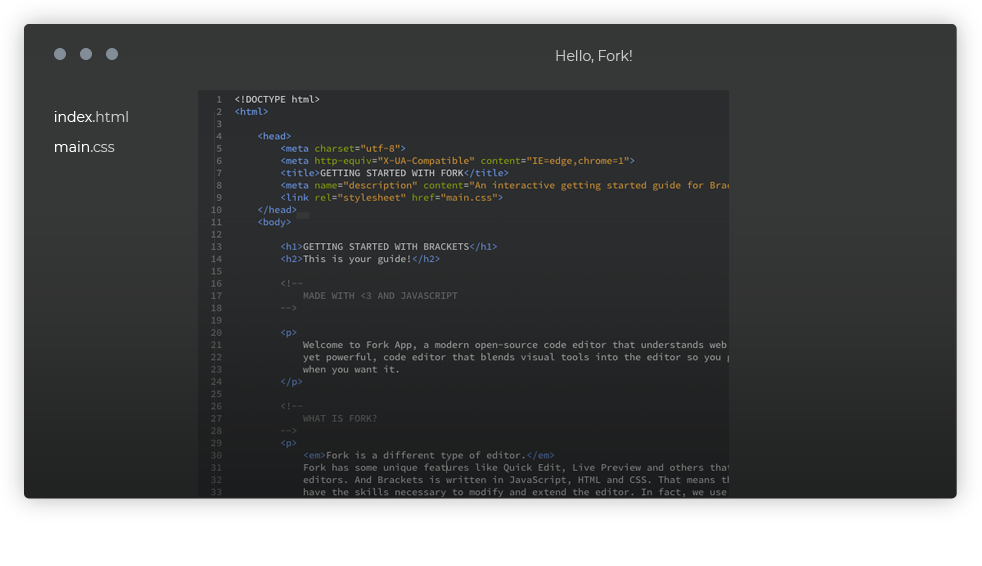 Hello, Fork!
index.html
main.css
1 <!DOCTYPE html>
2 <html>
3
4 <head>
5 <meta charset="utf-8">
6 <meta http-equiv="X-UA-Compatible" content="IE=edge,chrome=1">
7 <title>GETTING STARTED WITH FORK</title>
8 <meta name="description" content="An interactive getting started guide for Brac
9 <link rel="stylesheet" href="main.css">
10 </head>
11 <body>
12
13 <h1>GETTING STARTED WITH BRACKETS</h1>
14 <h2>This is your guide!</h2>
15
16 <!--
17 MADE WITH <3 AND JAVASCRIPT
18 -->
19
20 <p>
21 Welcome to Fork App, a modern open-source code editor that understands web
22 yet powerful, code editor that blends visual tools into the editor so you
23 when you want it.
24 </p>
25
26 <!--
27 WHAT IS FORK?
28 -->
29 <p>
30 <em>Fork is a different type of editor.</em>
31 Fork has some unique features like Quick Edit, Live Preview and others that
32 editors. And Brackets is written in JavaScript, HTML and CSS. That means
33 have the skills necessary to modify and extend the editor. In fact, we use